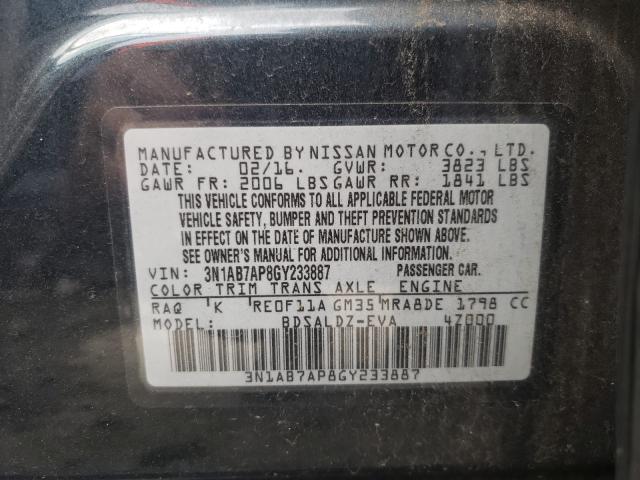 MANUFACTURED BY NISSAN MOTOR CO., LTD.
DATE: 02/16. GVWR: 3823 LBS
GAWR FR: 2006 LBS GAWR RR: 1841 LBS
THIS VEHICLE CONFORMS TO ALL APPLICABLE FEDERAL MOTOR
VEHICLE SAFETY, BUMPER AND THEFT PREVENTION STANDARDS
IN EFFECT ON THE DATE OF MANUFACTURE SHOWN ABOVE.
SEE OWNER'S MANUAL FOR ADDITIONAL INFORMATION.
VIN: 3N1AB7AP8GY233887 PASSENGER CAR.
COLOR TRIM TRANS AXLE ENGINE
RAQ 'K RE0F11A GM35 MRA8DE 1798 CC
MODEL: BDSALDZ-EVA 4Z000
3N1AB7AP8GY233887